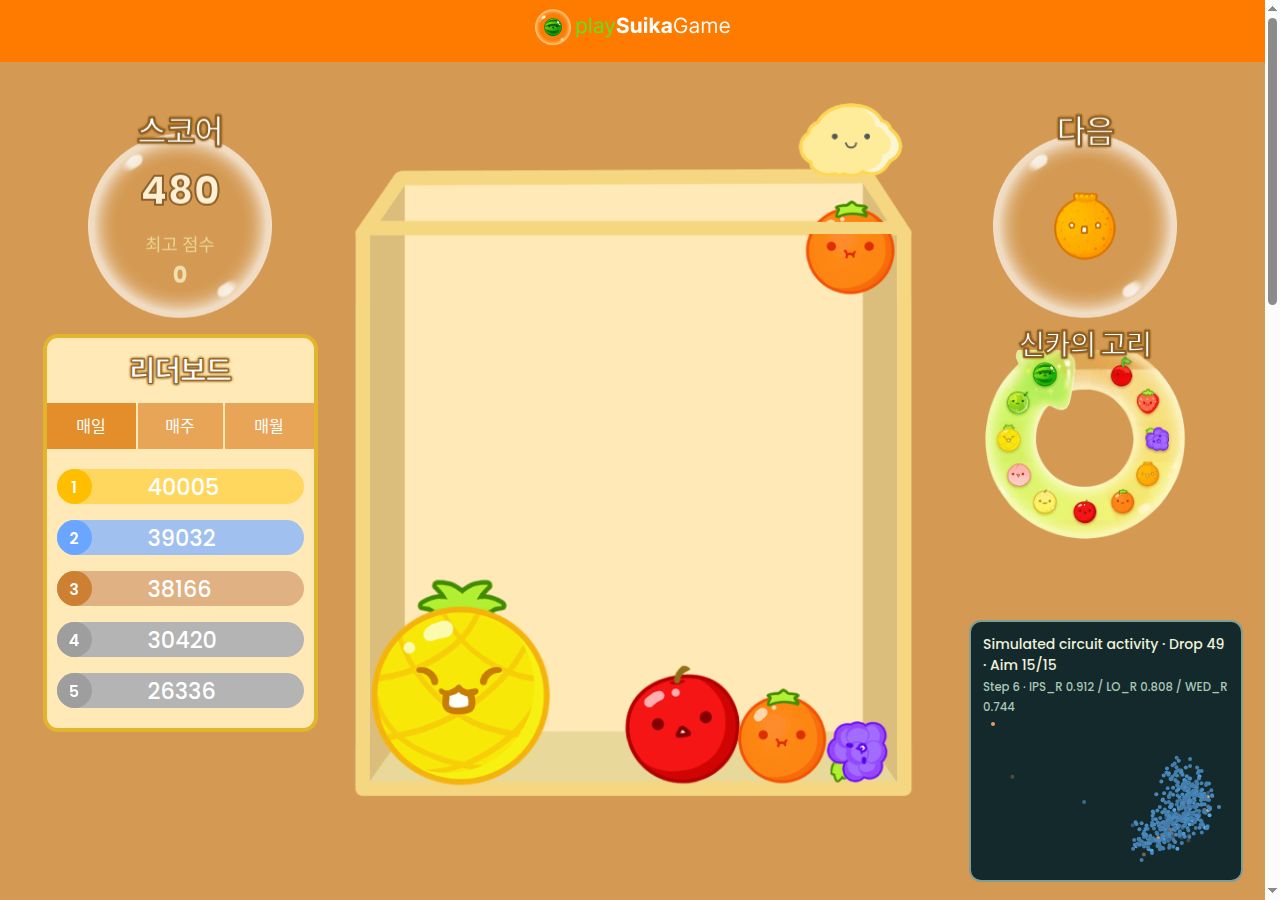 playSuikaGame
스코어
480
최고 점수
0
리더보드
매일
매주
매월
1 40005
2 39032
3 38166
4 30420
5 26336
다음
신카의 고리
Simulated circuit activity · Drop 49
· Aim 15/15
Step 6 · IPS_R 0.912 / LO_R 0.808 / WED_R
0.744